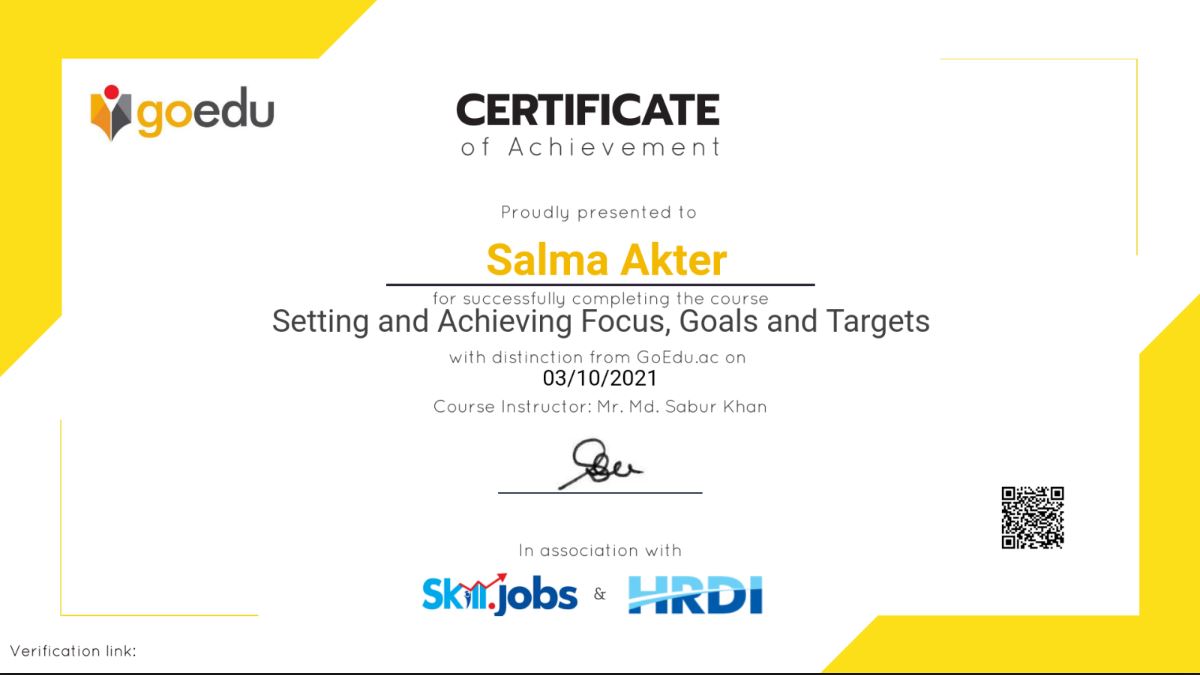 goedu
CERTIFICATE
of Achievement
Proudly presented to
Salma Akter
for successfully completing the course
Setting and Achieving Focus, Goals and Targets
with distinction from GoEdu.ac on
03/10/2021
Course Instructor: Mr. Md. Sabur Khan
In association with
Skill.jobs & HRDI
Verification link: